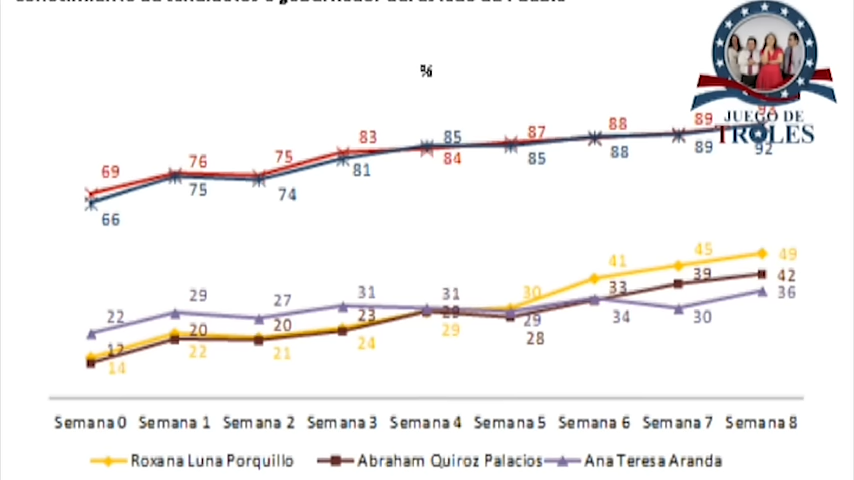 %
69 76 75 83 85 87 88 89
66 75 74 81 84 85 88 89 92
JUEGO DE
TROLES
22 29 27 31 31 30 41 45 49
12 20 20 23 29 33 39 42
14 22 21 24 29 28 34 30 36
Semana 0 Semana 1 Semana 2 Semana 3 Semana 4 Semana 5 Semana 6 Semana 7 Semana 8
Roxana Luna Porquillo Abraham Quiroz Palacios Ana Teresa Aranda